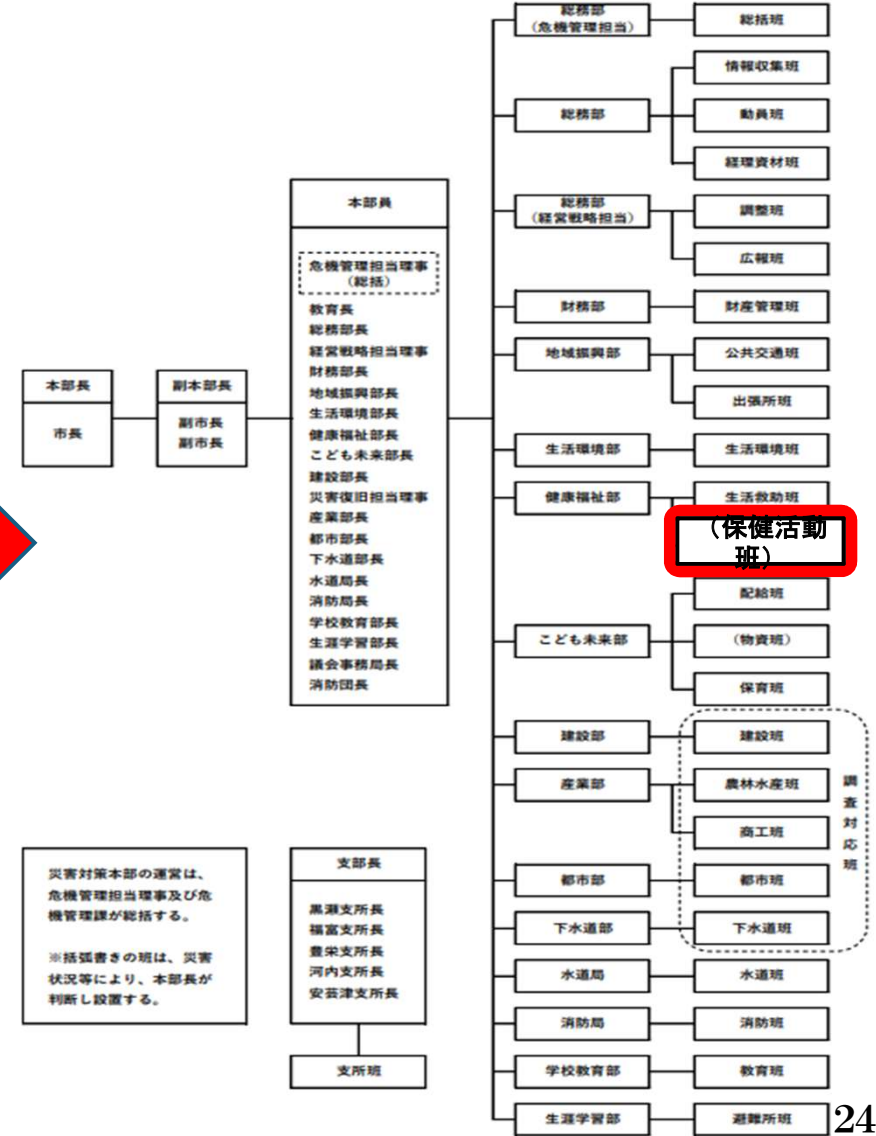 本部長
市長
副本部長
副市長
副市長
本部員
危機管理担当理事
(総括)
教育長
総務部長
経営戦略担当理事
財務部長
地域振興部長
生活環境部長
健康福祉部長
こども未来部長
建設部長
災害復旧担当理事
産業部長
都市部長
下水道部長
水道局長
消防局長
学校教育部長
生涯学習部長
議会事務局長
消防団長
総務部
(危機管理担当)
総括班
総務部
情報収集班
動員班
経理資材班
総務部
(経営戦略担当)
調整班
広報班
財務部
財産管理班
地域振興部
公共交通班
出張所班
生活環境部
生活環境班
健康福祉部
生活救助班
(保健活動
班)
こども未来部
配給班
(物資班)
保育班
建設部
建設班
産業部
農林水産班
商工班
都市部
都市班
下水道部
下水道班
調査対応班
水道局
水道班
消防局
消防班
学校教育部
教育班
生涯学習部
避難所班
災害対策本部の運営は、
危機管理担当理事及び危
機管理課が総括する。
※括弧書きの班は、災害
状況等により、本部長が
判断し設置する。
支部長
黒瀬支所長
福富支所長
豊栄支所長
河内支所長
安芸津支所長
支所班
24